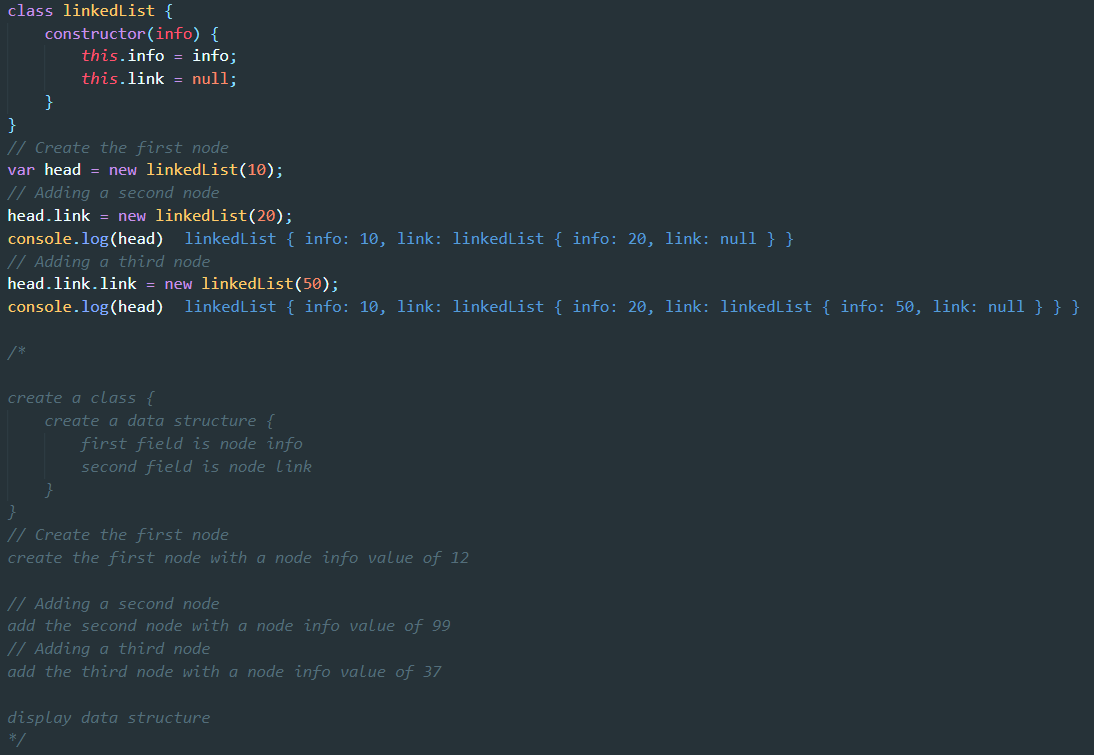 class linkedList {
    constructor(info) {
        this.info = info;
        this.link = null;
    }
}
// Create the first node
var head = new linkedList(10);
// Adding a second node
head.link = new linkedList(20);
console.log(head)  linkedList { info: 10, link: linkedList { info: 20, link: null } }
// Adding a third node
head.link.link = new linkedList(50);
console.log(head)  linkedList { info: 10, link: linkedList { info: 20, link: linkedList { info: 50, link: null } } }

/*

create a class {
    create a data structure {
        first field is node info
        second field is node link
    }
}
// Create the first node
create the first node with a node info value of 12

// Adding a second node
add the second node with a node info value of 99
// Adding a third node
add the third node with a node info value of 37

display data structure
*/